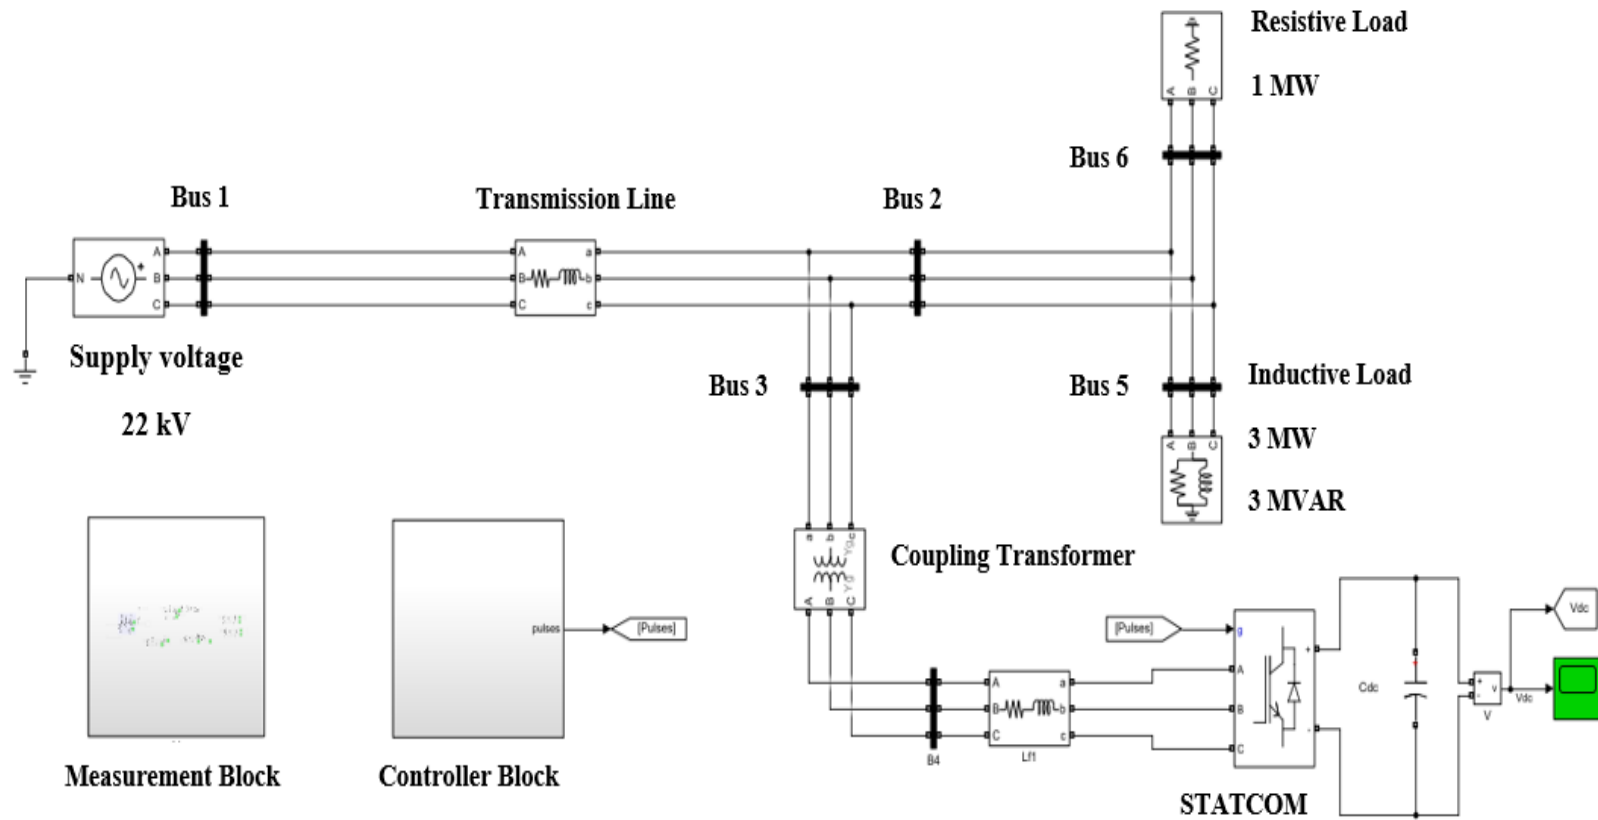 Resistive Load
1 MW
A B C
Bus 6
Bus 1
Transmission Line
Bus 2
N
A
B
C
A
B
C
a
b
c
Supply voltage
22 kV
Bus 3
Bus 5
Inductive Load
3 MW
3 MVAR
A B C
a b c
Yg
Yg
A B C
Coupling Transformer
pulses
[Pulses]
[Pulses]
g
A
B
C
+
-
A
B
C
a
b
c
B4
Lf1
Cdc
+
-
v
V
Vdc
Vdc
Measurement Block
Controller Block
STATCOM